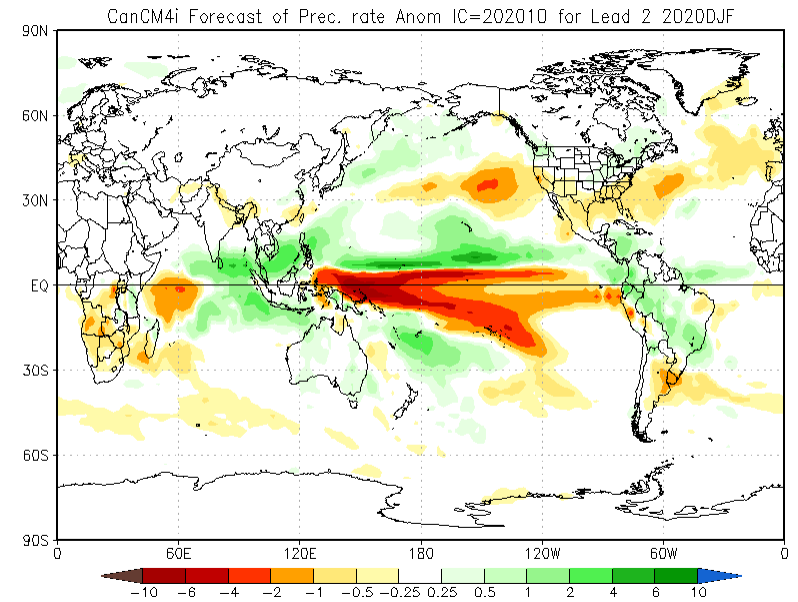 CanCM4i Forecast of Prec. rate Anom IC=202010 for Lead 2 2020DJF
90N
60N
30N
EQ
30S
60S
90S
0 60E 120E 180 120W 60W 0
-10 -6 -4 -2 -1 -0.5 -0.25 0.25 0.5 1 2 4 6 10